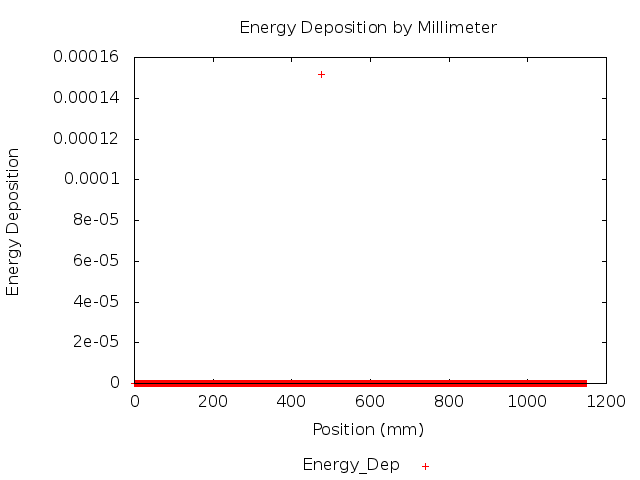 Energy Deposition by Millimeter
0.00016
0.00014
0.00012
0.0001
8e-05
6e-05
4e-05
2e-05
0
Energy Deposition
0 200 400 600 800 1000 1200
Position (mm)
Energy_Dep